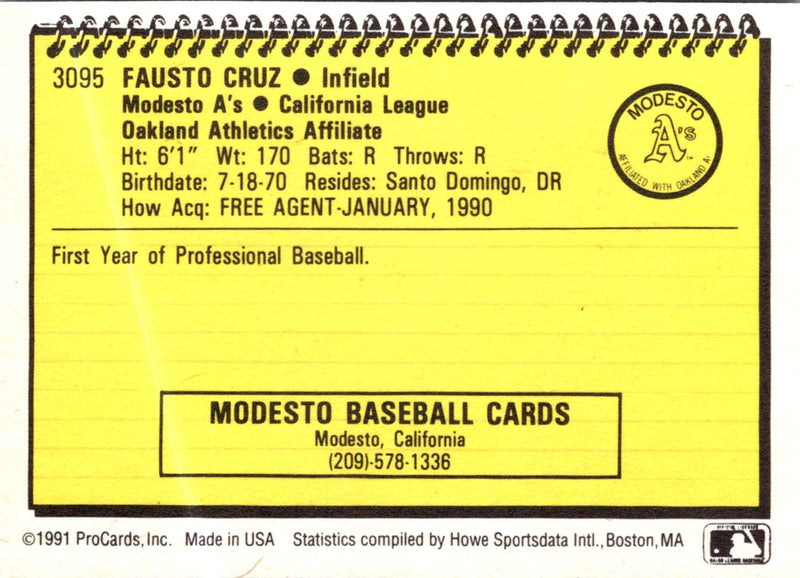 3095 FAUSTO CRUZ ● Infield
Modesto A's ● California League
Oakland Athletics Affiliate
Ht: 6'1" Wt: 170 Bats: R Throws: R
Birthdate: 7-18-70 Resides: Santo Domingo, DR
How Acq: FREE AGENT-JANUARY, 1990
MODESTO
A's
TM
AFFILIATED WITH OAKLAND A's
First Year of Professional Baseball.
MODESTO BASEBALL CARDS
Modesto, California
(209)-578-1336
©1991 ProCards, Inc. Made in USA Statistics compiled by Howe Sportsdata Intl., Boston, MA